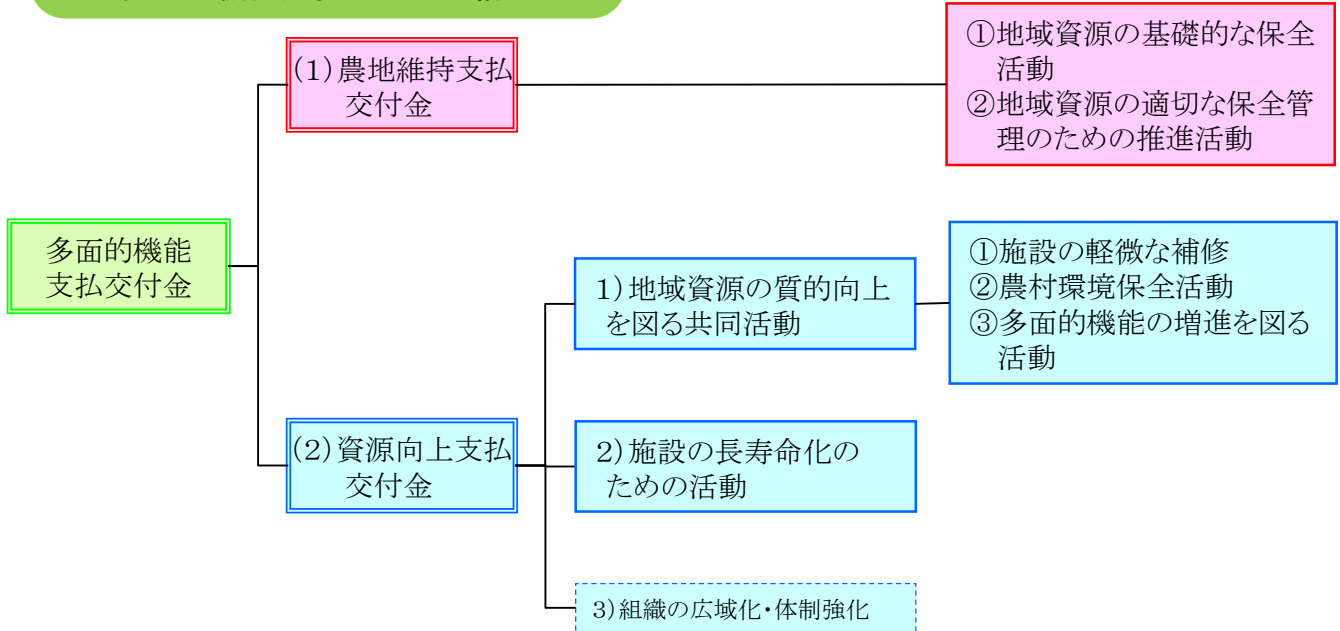 (1)農地維持支払
交付金
①地域資源の基礎的な保全
活動
②地域資源の適切な保全管
理のための推進活動
多面的機能
支払交付金
1)地域資源の質的向上
を図る共同活動
①施設の軽微な補修
②農村環境保全活動
③多面的機能の増進を図る
活動
(2)資源向上支払
交付金
2)施設の長寿命化の
ための活動
3)組織の広域化・体制強化